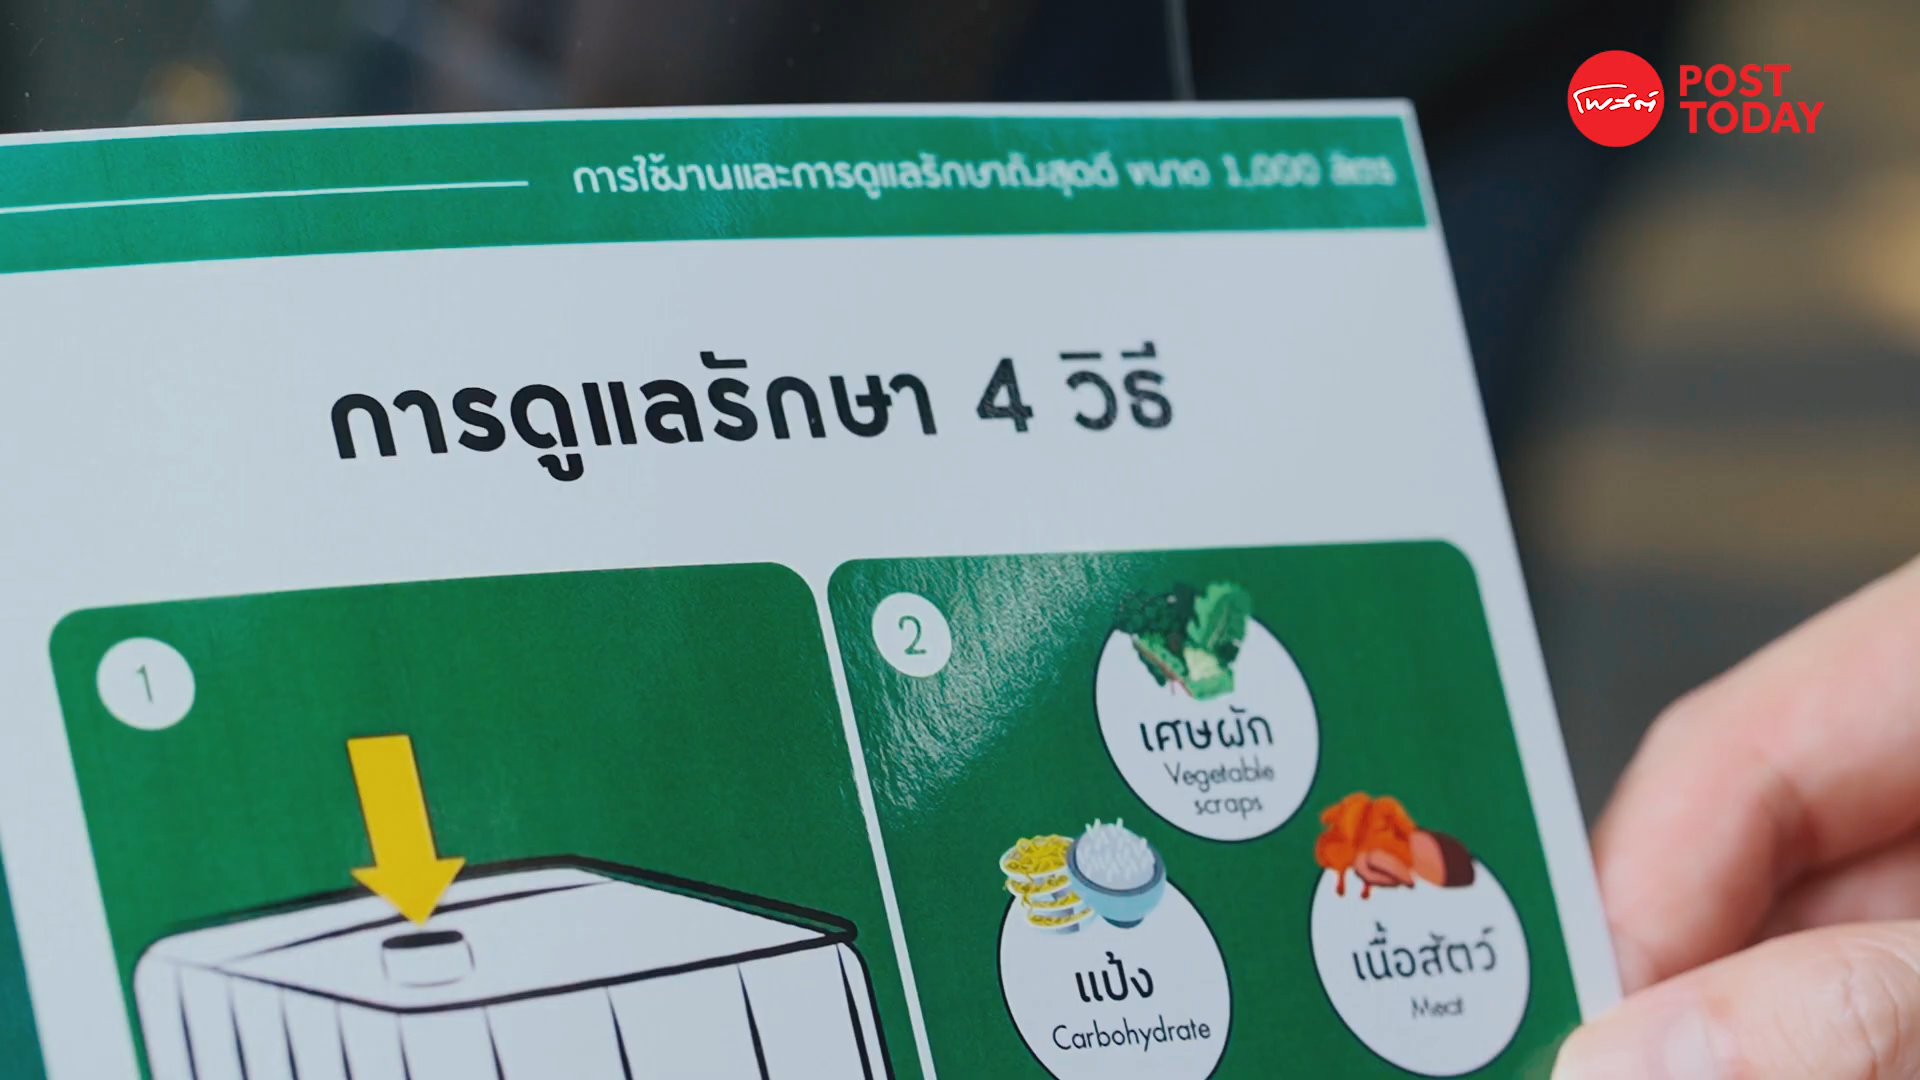 โพสต์
POST
TODAY
การใช้งานและการดูแลรักษาถังสุดดี ขนาด 1,000 ลิตร
การดูแลรักษา 4 วิธี
1
2
เศษผัก
Vegetable
scraps
แป้ง
Carbohydrate
เนื้อสัตว์
Meat